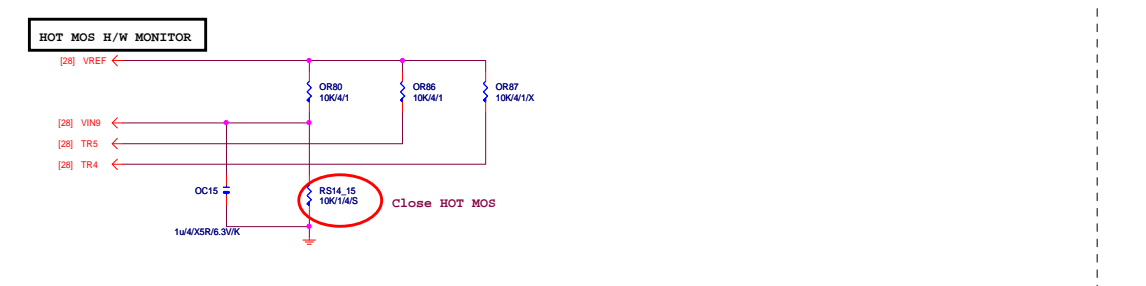 HOT MOS H/W MONITOR
[28] VREF
OR80
10K/4/1
OR86
10K/4/1
OR87
10K/4/1/X
[28] VIN9
[28] TR5
[28] TR4
OC15
1u/4/X5R/6.3V/K
RS14_15
10K/1/4/S
Close HOT MOS